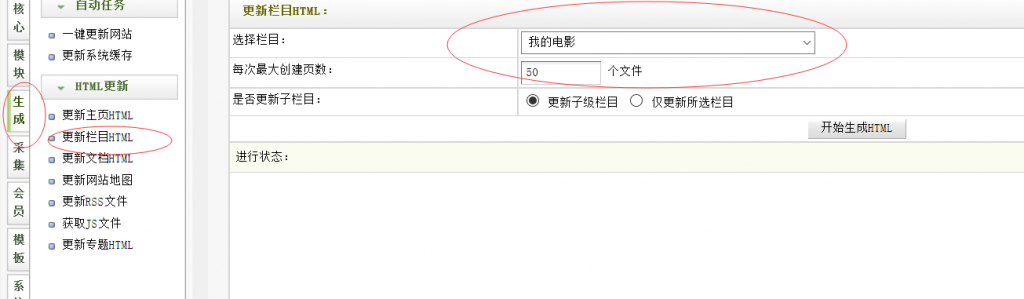 核心
模块
生成
采集
会员
模板
系
自动任务
一键更新网站
更新系统缓存
HTML更新
更新主页HTML
更新栏目HTML
更新文档HTML
更新网站地图
更新RSS文件
获取JS文件
更新专题HTML
更新栏目HTML:
选择栏目: 我的电影
每次最大创建页数: 50 个文件
是否更新子栏目: 更新子级栏目 仅更新所选栏目
开始生成HTML
进行状态: